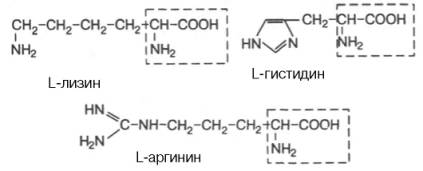 CH₂–CH₂–CH₂–CH₂–CH–COOH
NH₂
NH₂
L-лизин
CH₂–CH–COOH
HN
N
NH₂
L-гистидин
HN
C–NH–CH₂–CH₂–CH₂–CH–COOH
H₂N
NH₂
L-аргинин